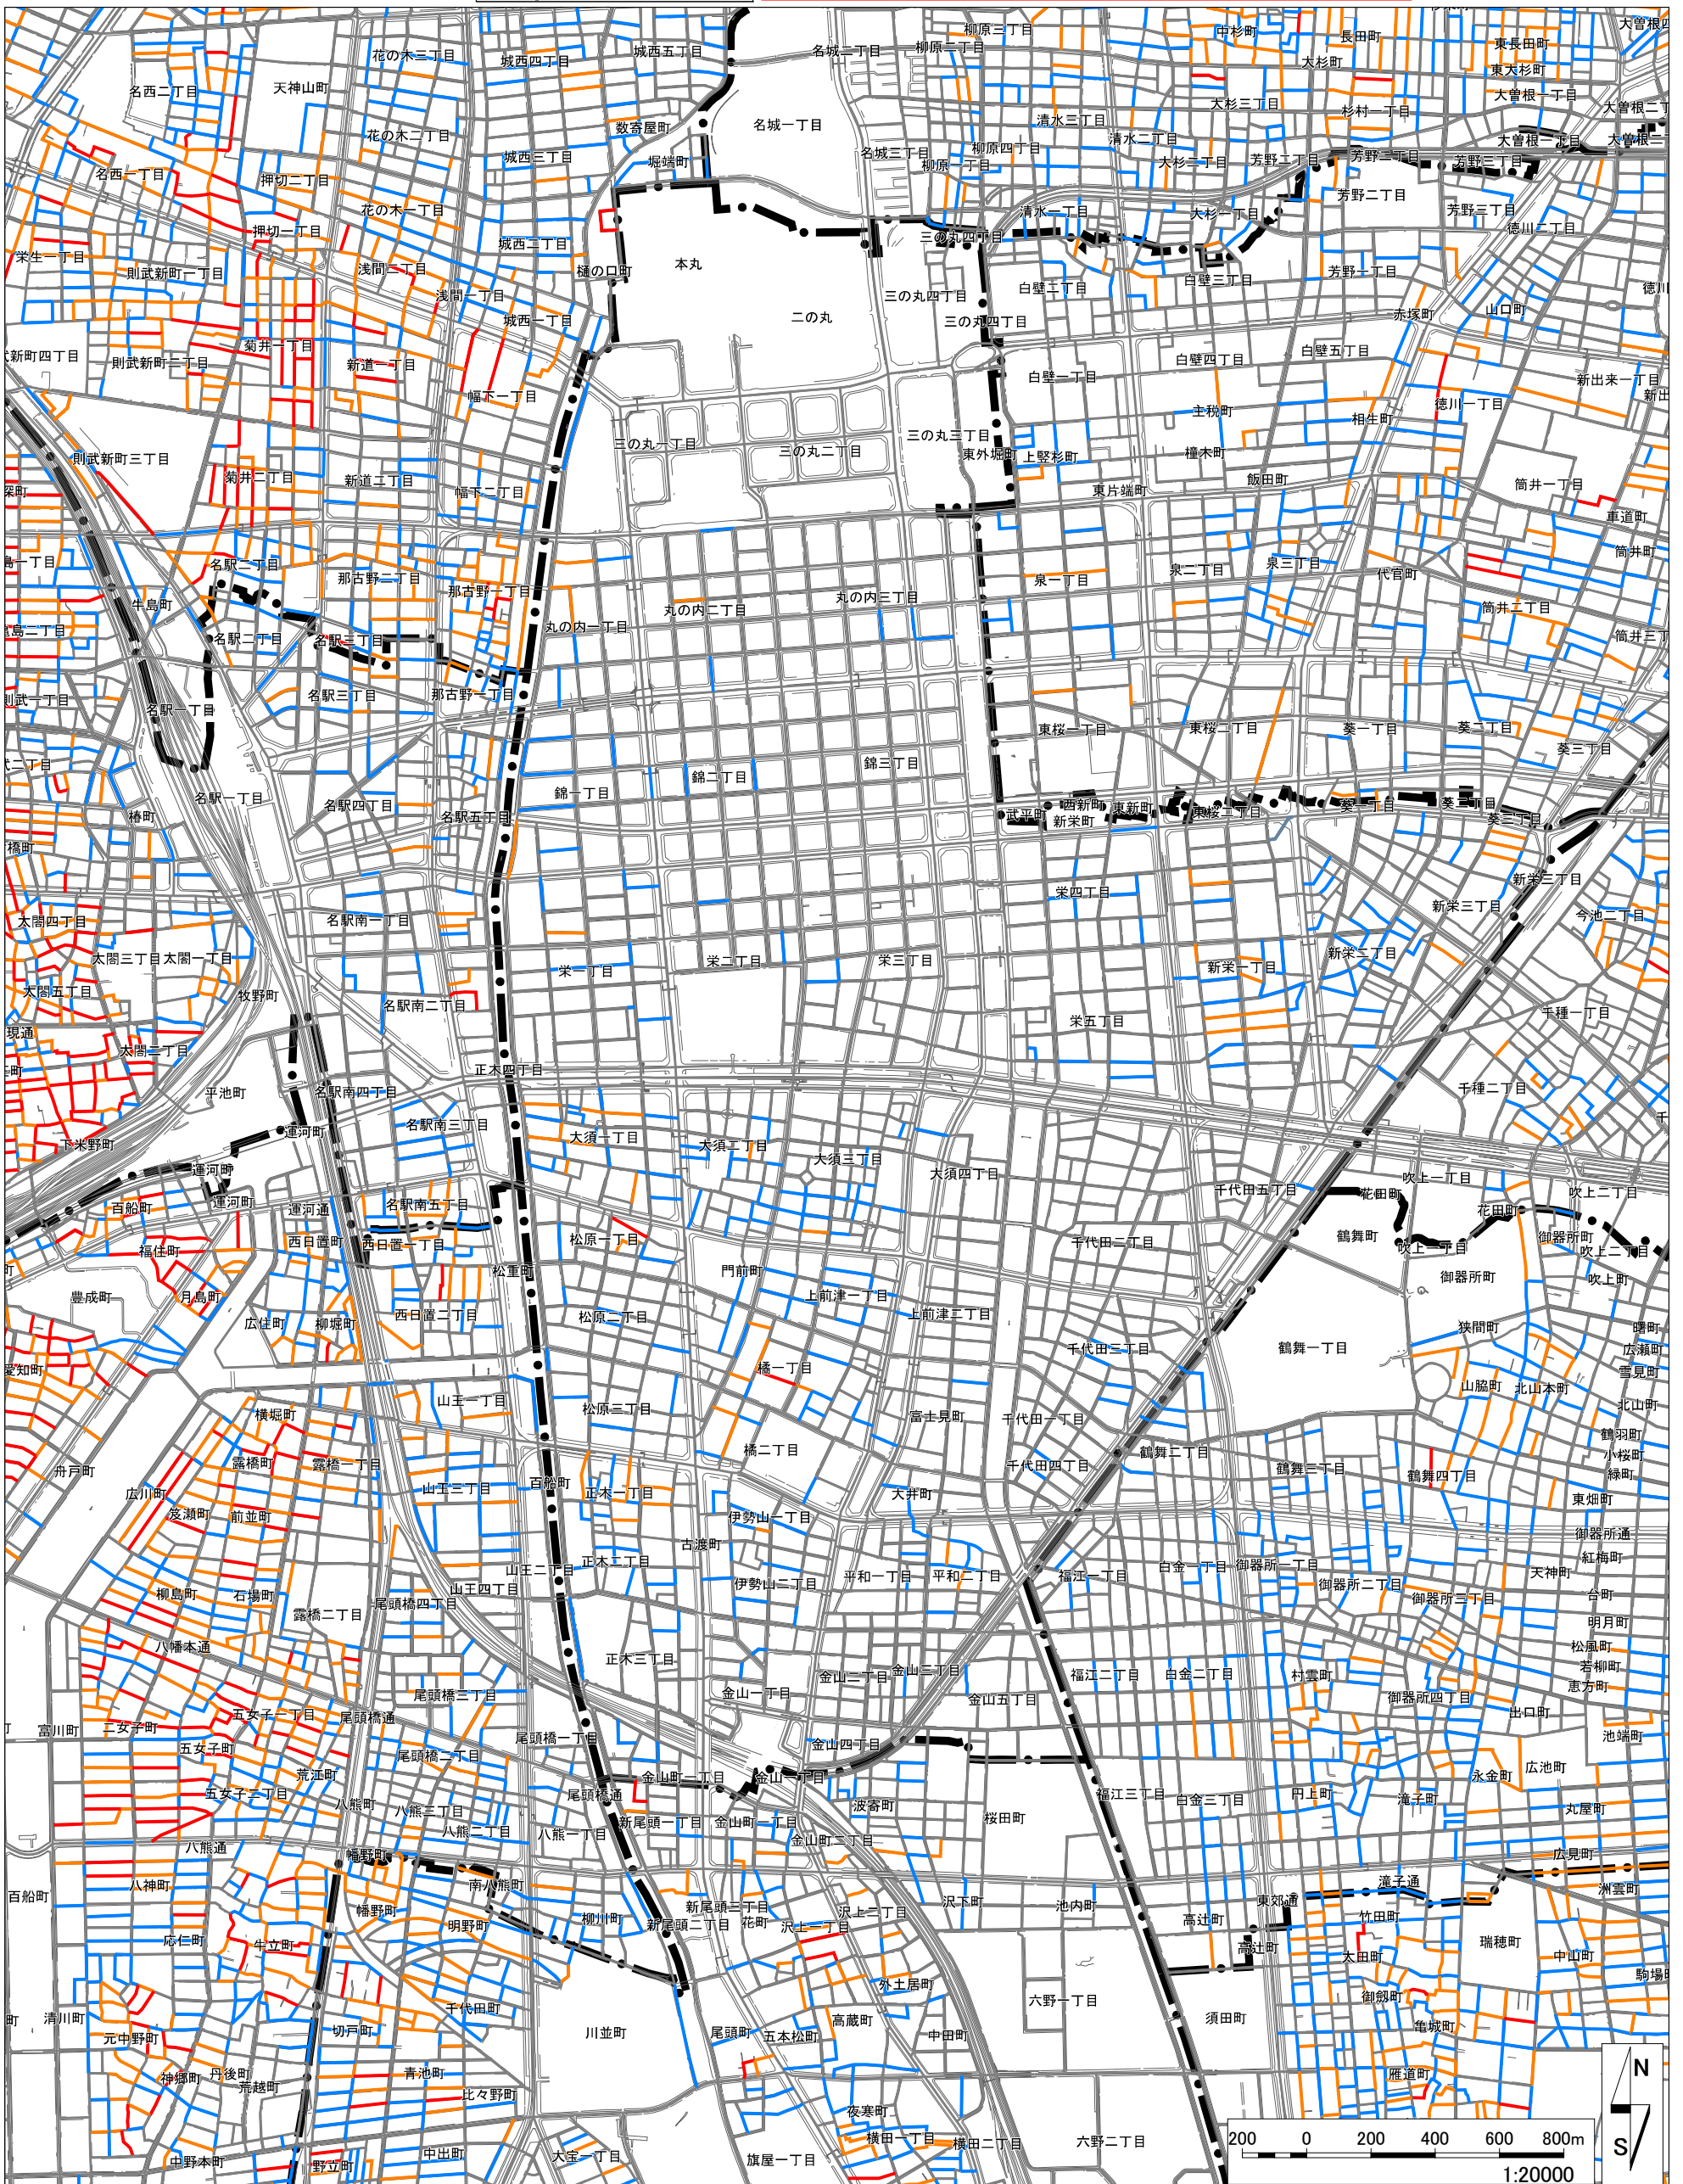 柳原三丁目
中杉町
長田町
花の木三丁目
城西四丁目
城西五丁目
名城二丁目
柳原二丁目
大杉町
東長田町
東大杉町
名西二丁目
天神山町
数寄屋町
名城一丁目
清水三丁目
大杉三丁目
杉村一丁目
大曽根一丁目
花の木二丁目
城西三丁目
堀端町
名城三丁目
柳原四丁目
柳原一丁目
清水二丁目
大杉二丁目
芳野二丁目
芳野二丁目
芳野三丁目
大曽根一丁目
名西一丁目
押切二丁目
花の木一丁目
清水一丁目
大杉一丁目
芳野二丁目
芳野三丁目
徳川二丁目
押切一丁目
城西二丁目
三の丸四丁目
栄生一丁目
則武新町一丁目
浅間二丁目
樋の口町
本丸
白壁二丁目
白壁三丁目
芳野一丁目
浅間一丁目
城西一丁目
二の丸
三の丸四丁目
三の丸四丁目
赤塚町
山口町
則武新町二丁目
菊井一丁目
新道一丁目
幅下一丁目
白壁一丁目
白壁四丁目
白壁五丁目
新出来一丁目
主税町
相生町
徳川一丁目
則武新町三丁目
三の丸一丁目
三の丸二丁目
三の丸三丁目
東外堀町
上竪杉町
橦木町
菊井二丁目
新道二丁目
幅下二丁目
東片端町
飯田町
筒井一丁目
車道町
筒井町
名駅二丁目
那古野二丁目
那古野一丁目
泉一丁目
泉二丁目
泉三丁目
代官町
牛島町
丸の内一丁目
丸の内二丁目
丸の内三丁目
筒井二丁目
名駅二丁目
名駅三丁目
名駅三丁目
那古野一丁目
名駅一丁目
東桜一丁目
東桜二丁目
葵一丁目
葵二丁目
葵三丁目
錦一丁目
錦二丁目
錦三丁目
名駅一丁目
名駅四丁目
名駅五丁目
椿町
武平町
西新町
新栄町
東新町
東桜二丁目
葵一丁目
葵二丁目
葵三丁目
太閤四丁目
名駅南一丁目
栄四丁目
新栄三丁目
新栄三丁目
今池二丁目
太閤三丁目
太閤一丁目
栄一丁目
栄二丁目
栄三丁目
新栄一丁目
新栄二丁目
太閤五丁目
牧野町
名駅南二丁目
栄五丁目
千種一丁目
太閤二丁目
正木四丁目
平池町
名駅南四丁目
千種二丁目
下米野町
運河町
名駅南三丁目
大須一丁目
大須二丁目
大須三丁目
大須四丁目
運河町
百船町
運河町
運河通
名駅南五丁目
千代田五丁目
花田町
吹上一丁目
吹上二丁目
花田町
福住町
西日置町
西日置一丁目
松原一丁目
千代田二丁目
鶴舞町
吹上一丁目
御器所町
吹上二丁目
豊成町
月島町
松重町
門前町
御器所町
吹上町
広住町
柳堀町
西日置二丁目
松原二丁目
上前津一丁目
上前津二丁目
千代田三丁目
鶴舞一丁目
狭間町
曙町
広瀬町
愛知町
橘一丁目
山脇町
北山本町
雪見町
横堀町
山王一丁目
松原三丁目
富士見町
千代田一丁目
北山町
舟戸町
露橋町
露橋一丁目
橘二丁目
千代田四丁目
鶴舞二丁目
鶴舞三丁目
鶴舞四丁目
鶴羽町
小桜町
緑町
広川町
笈瀬町
前並町
山王三丁目
百船町
正木一丁目
大井町
東畑町
伊勢山一丁目
古渡町
御器所通
柳島町
石場町
山王二丁目
山王四丁目
正木二丁目
伊勢山二丁目
平和一丁目
平和二丁目
福江一丁目
白金一丁目
御器所一丁目
御器所二丁目
御器所三丁目
天神町
紅梅町
台町
露橋二丁目
尾頭橋四丁目
明月町
八幡本通
正木三丁目
金山二丁目
金山三丁目
福江二丁目
白金二丁目
村雲町
松風町
若柳町
恵方町
尾頭橋三丁目
金山一丁目
金山五丁目
御器所四丁目
出口町
富川町
二女子町
五女子一丁目
尾頭橋通
尾頭橋一丁目
池端町
五女子町
尾頭橋二丁目
金山四丁目
荒江町
五女子二丁目
金山町一丁目
金山一丁目
福江三丁目
円上町
永金町
広池町
八熊町
八熊三丁目
尾頭橋通
新尾頭一丁目
金山町一丁目
波寄町
桜田町
白金三丁目
滝子町
丸屋町
八熊通
八熊二丁目
八熊一丁目
金山町二丁目
幡野町
広見町
百船町
八神町
南八熊町
滝子通
洲雲町
幡野町
明野町
柳川町
新尾頭三丁目
新尾頭二丁目
花町
沢上一丁目
沢上二丁目
沢下町
池内町
高辻町
東郊通
竹田町
応仁町
牛立町
高辻町
太田町
瑞穂町
中山町
千代田町
外土居町
六野一丁目
御劔町
清川町
元中野町
切戸町
川並町
尾頭町
五本松町
高蔵町
中田町
須田町
亀城町
神郷町
丹後町
荒越町
青池町
比々野町
雁道町
夜寒町
横田一丁目
横田二丁目
六野二丁目
中野本町
野立町
中出町
大宝一丁目
旗屋一丁目
N
S
200 0 200 400 600 800m
1:20000